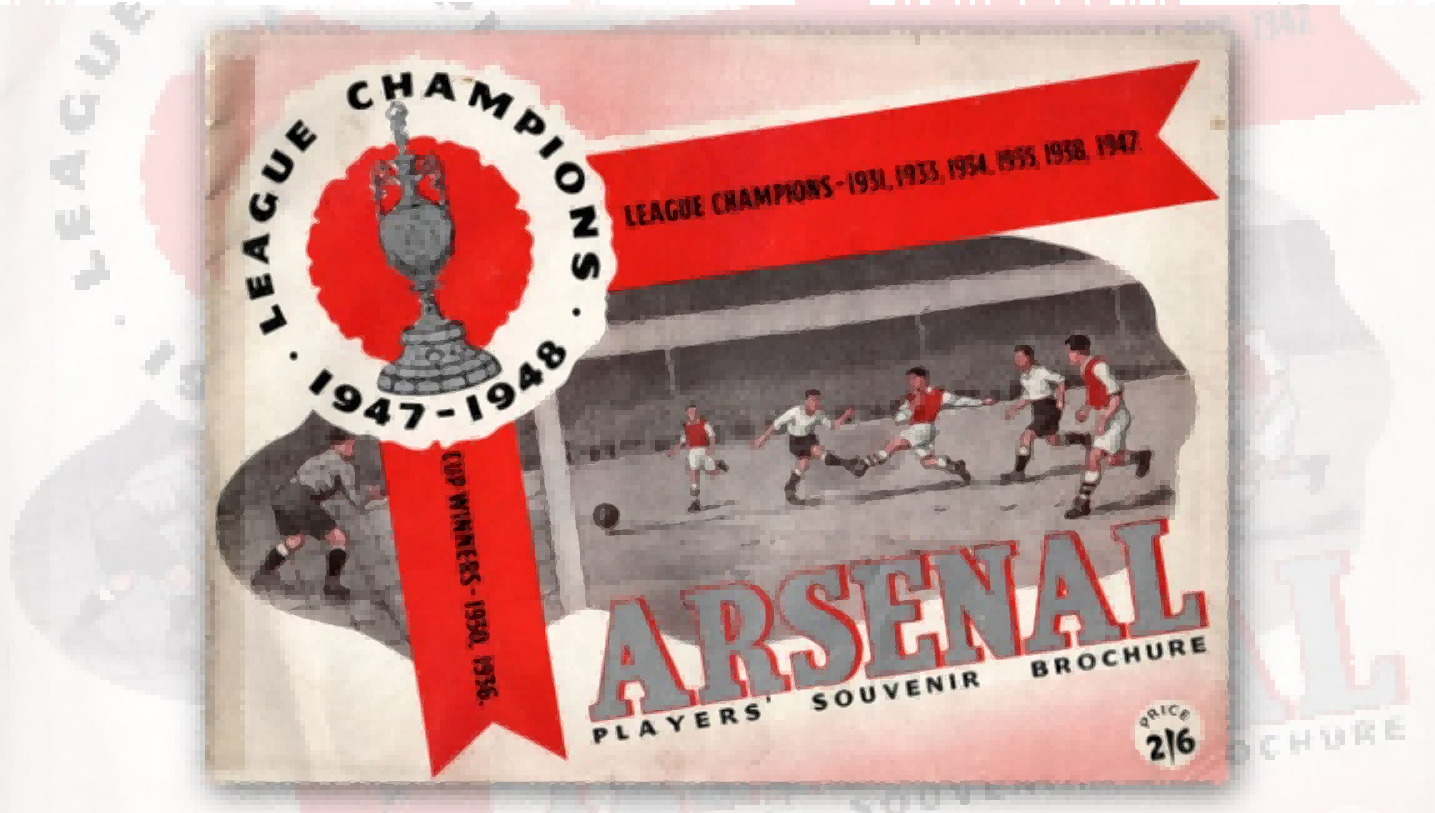 · LEAGUE CHAMPIONS ·
1947-1948
LEAGUE CHAMPIONS-1931, 1933, 1934, 1935, 1938, 1947.
CUP WINNERS-1930, 1936.
ARSENAL
PLAYERS' SOUVENIR BROCHURE
PRICE
2/6